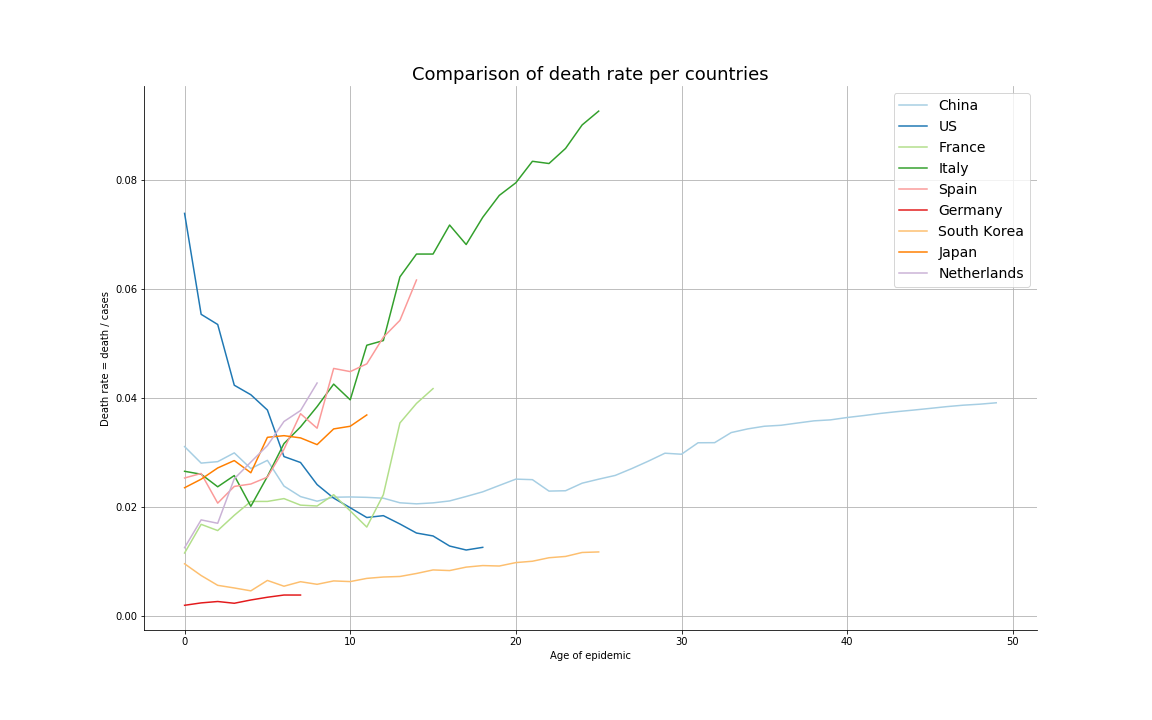 Comparison of death rate per countries
China
US
France
Italy
Spain
Germany
South Korea
Japan
Netherlands
Death rate = death / cases
0.08
0.06
0.04
0.02
0.00
0 10 20 30 40 50
Age of epidemic